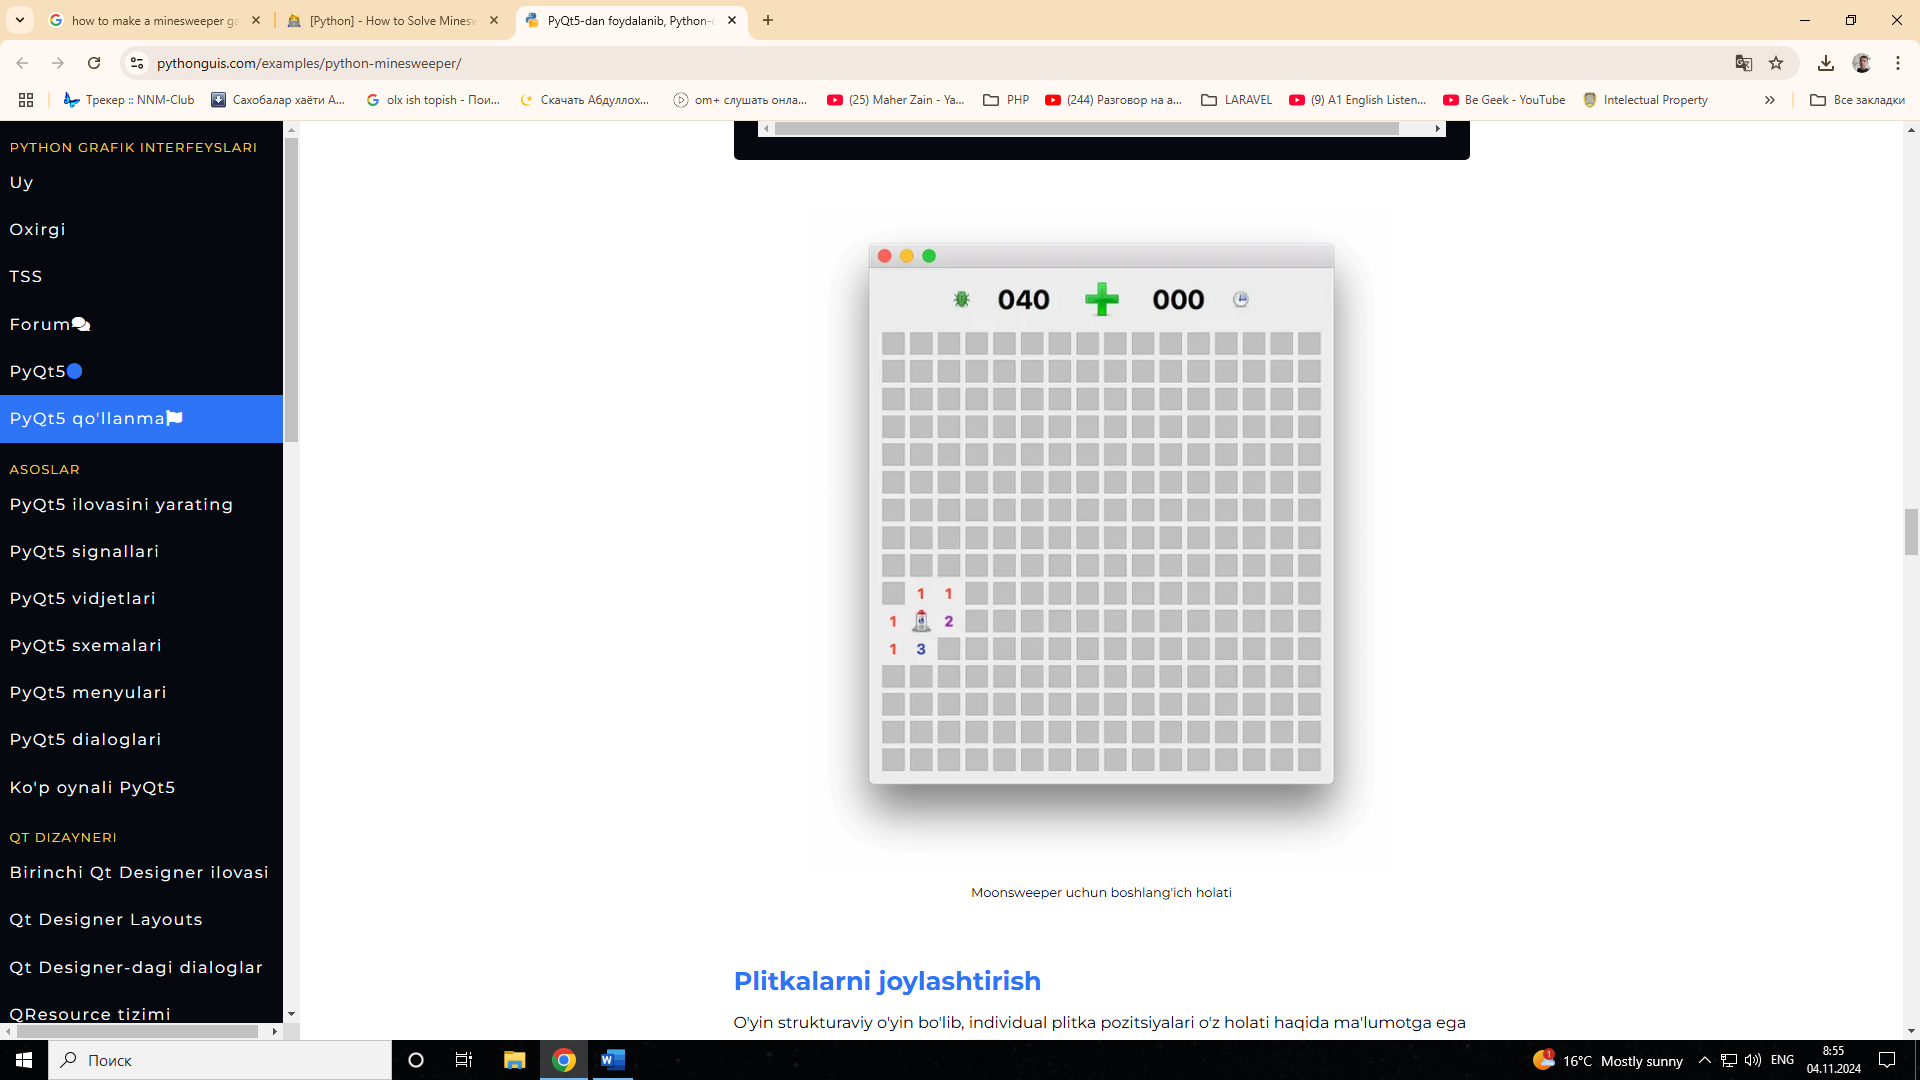 how to make a minesweeper ga
[Python] - How to Solve Minesw
PyQt5-dan foydalanib, Python-
pythonguis.com/examples/python-minesweeper/
Трекер :: NNM-Club
Сахобалар хаёти А...
olx ish topish - Пои...
Скачать Абдуллох...
om+ слушать онла...
(25) Maher Zain - Ya...
PHP
(244) Разговор на а...
LARAVEL
(9) A1 English Listen...
Be Geek - YouTube
Intelectual Property
Все закладки
PYTHON GRAFIK INTERFEYSLARI
Uy
Oxirgi
TSS
Forum
PyQt5
PyQt5 qo'llanma
ASOSLAR
PyQt5 ilovasini yarating
PyQt5 signallari
PyQt5 vidjetlari
PyQt5 sxemalari
PyQt5 menyulari
PyQt5 dialoglari
Ko'p oynali PyQt5
QT DIZAYNERI
Birinchi Qt Designer ilovasi
Qt Designer Layouts
Qt Designer-dagi dialoglar
QResource tizimi
040 000
1 1
1 2
1 3
Moonsweeper uchun boshlang'ich holati
Plitkalarni joylashtirish
O'yin strukturaviy o'yin bo'lib, individual plitka pozitsiyalari o'z holati haqida ma'lumotga ega
Поиск
1
16°C Mostly sunny
ENG
8:55
04.11.2024